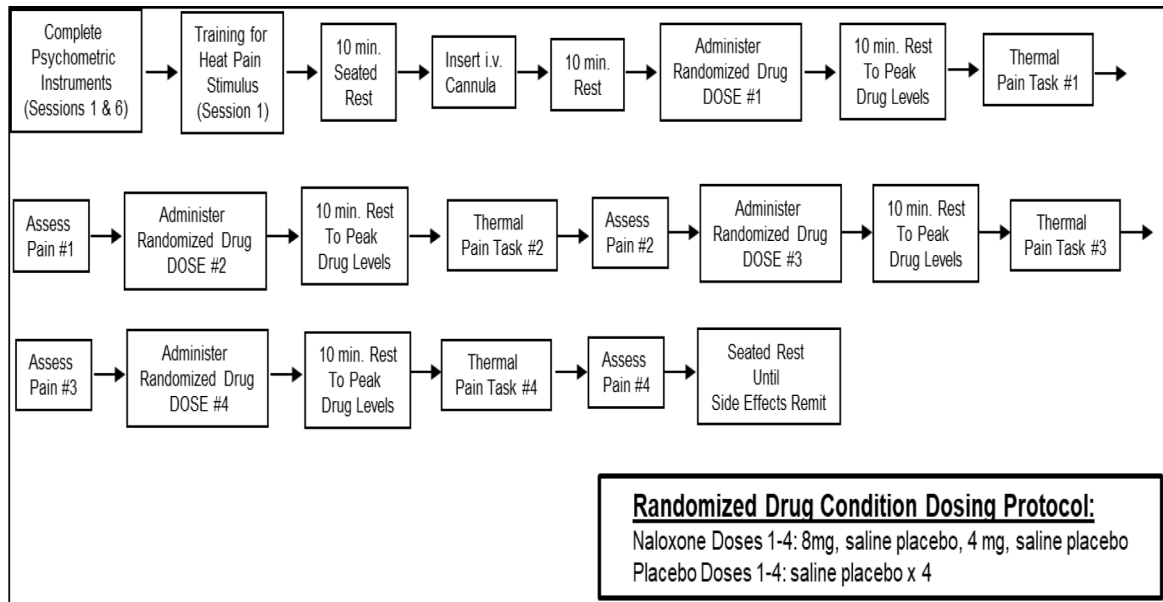 Complete
Psychometric
Instruments
(Sessions 1 & 6)
Training for
Heat Pain
Stimulus
(Session 1)
10 min.
Seated
Rest
Insert i.v.
Cannula
10 min.
Rest
Administer
Randomized Drug
DOSE #1
10 min. Rest
To Peak
Drug Levels
Thermal
Pain Task #1
Assess
Pain #1
Administer
Randomized Drug
DOSE #2
10 min. Rest
To Peak
Drug Levels
Thermal
Pain Task #2
Assess
Pain #2
Administer
Randomized Drug
DOSE #3
10 min. Rest
To Peak
Drug Levels
Thermal
Pain Task #3
Assess
Pain #3
Administer
Randomized Drug
DOSE #4
10 min. Rest
To Peak
Drug Levels
Thermal
Pain Task #4
Assess
Pain #4
Seated Rest
Until
Side Effects Remit
Randomized Drug Condition Dosing Protocol:
Naloxone Doses 1-4: 8mg, saline placebo, 4 mg, saline placebo
Placebo Doses 1-4: saline placebo x 4